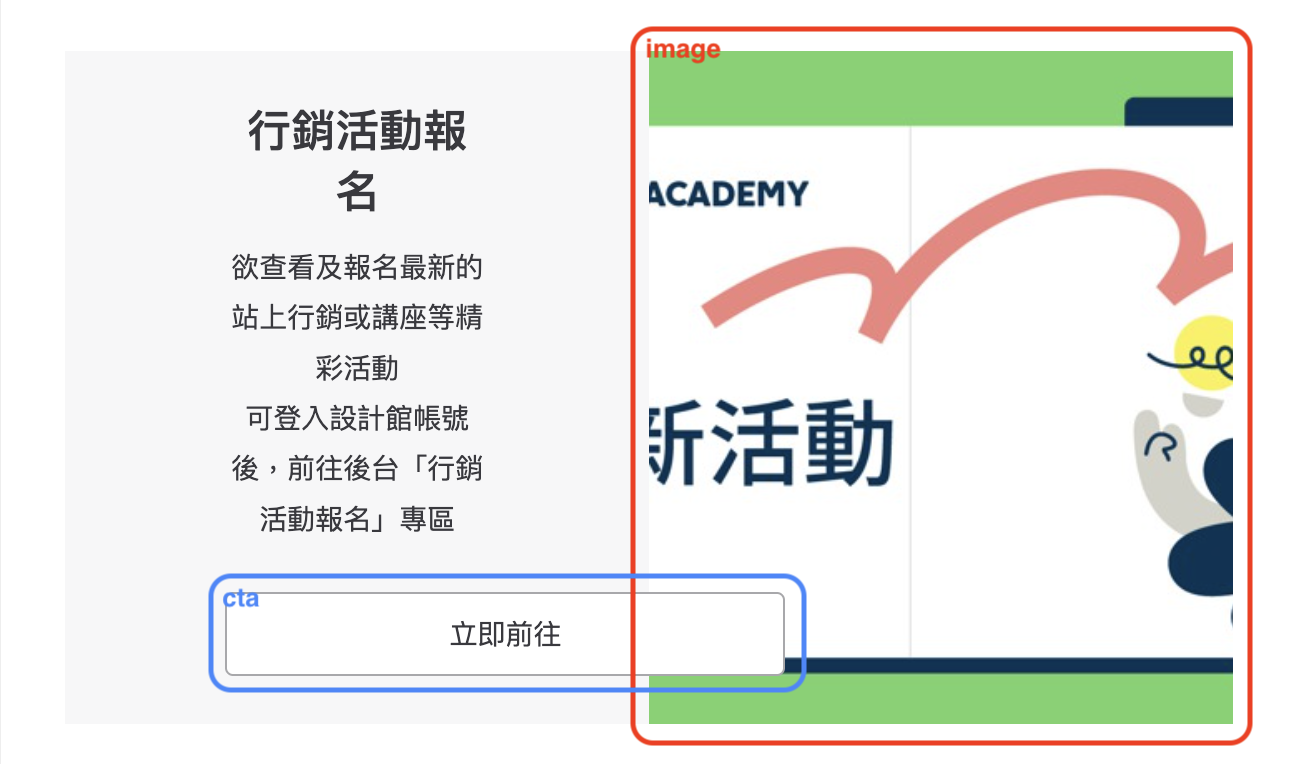 行銷活動報
名
欲查看及報名最新的
站上行銷或講座等精
彩活動
可登入設計館帳號
後，前往後台「行銷
活動報名」專區
cta
立即前往
image
ACADEMY
新活動